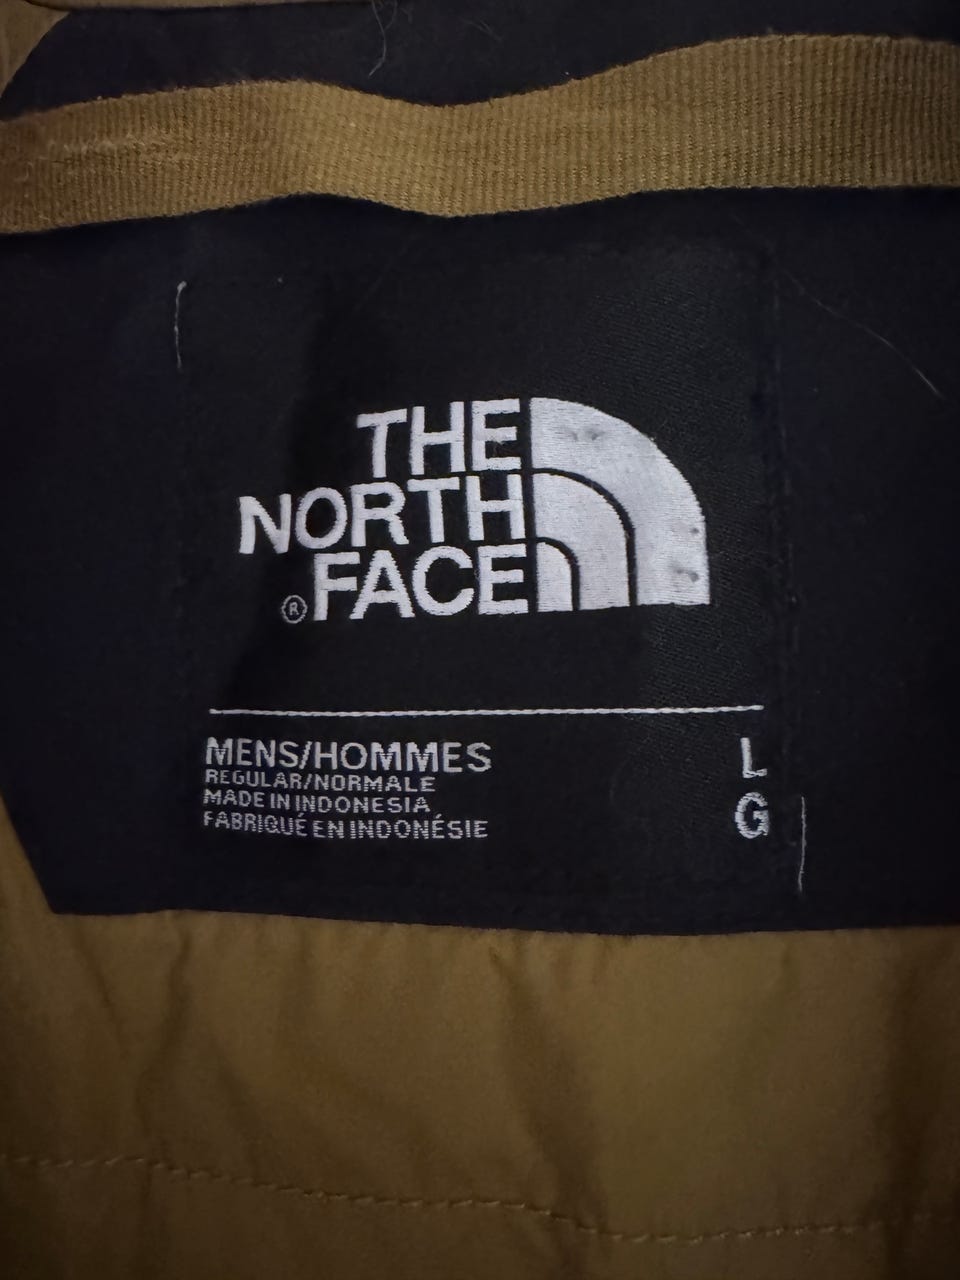 THE
NORTH
® FACE
MENS/HOMMES L
REGULAR/NORMALE
MADE IN INDONESIA G
FABRIQUÉ EN INDONÉSIE